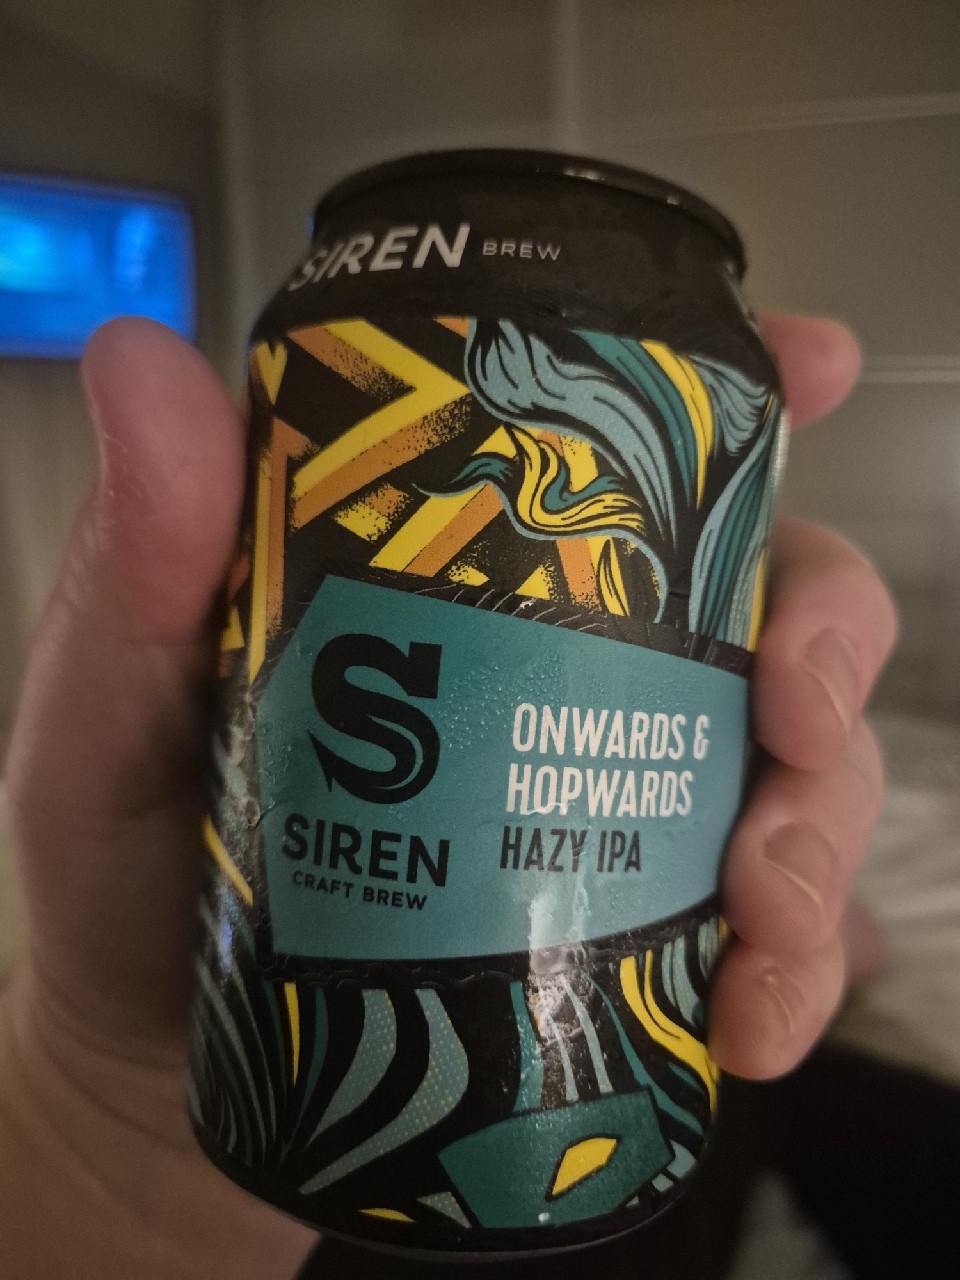 SIREN BREW
S
SIREN
CRAFT BREW
ONWARDS &
HOPWARDS
HAZY IPA